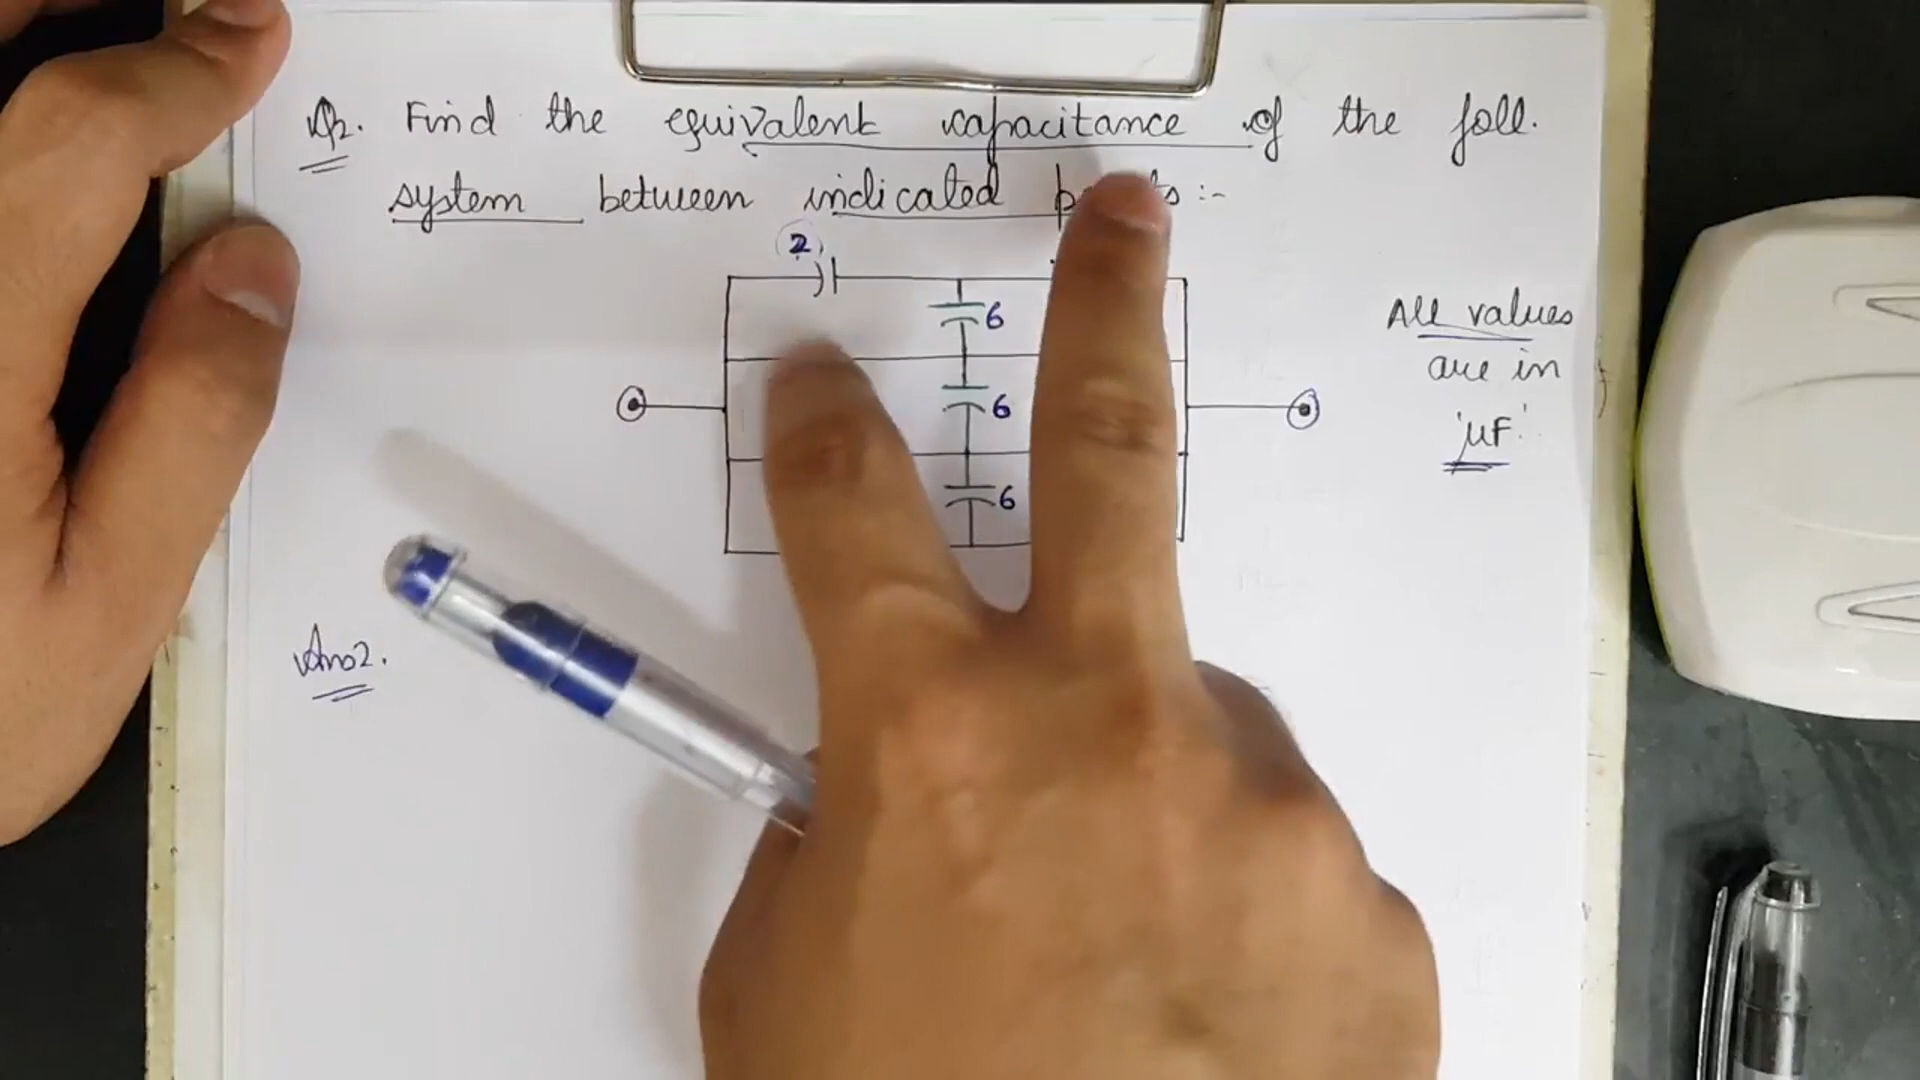 Q2. Find the equivalent capacitance of the foll.
system between indicated :-
2
6
6
6
All values
are in
'μF'
Ans2.